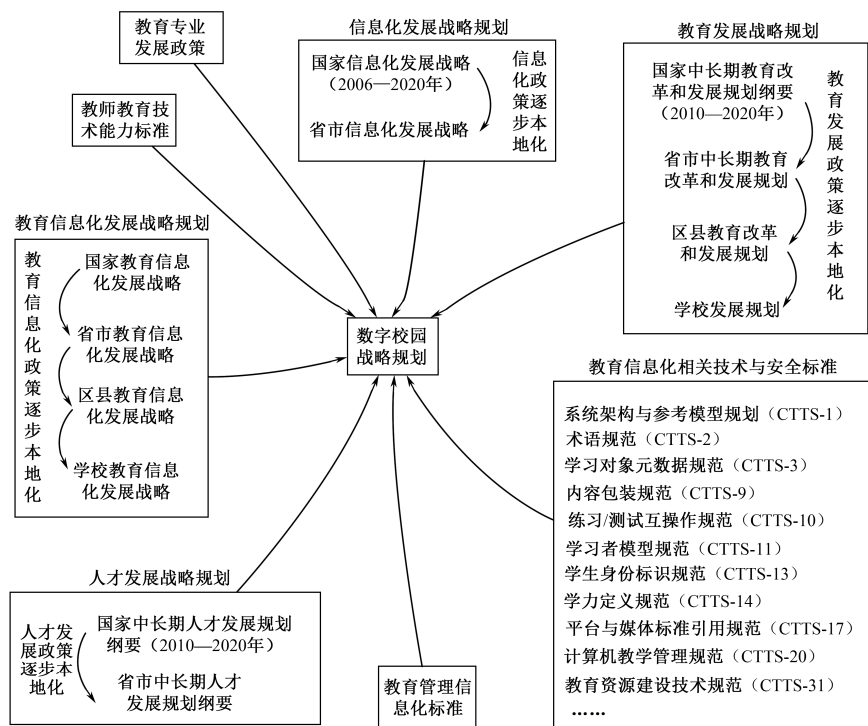 教育专业
发展政策
教师教育技
术能力标准
信息化发展战略规划
国家信息化发展战略
（2006—2020年）
省市信息化发展战略
信息化政策逐步本地化
教育发展战略规划
国家中长期教育改
革和发展规划纲要
（2010—2020年）
省市中长期教育
改革和发展规划
区县教育改革
和发展规划
学校发展规划
教育发展政策逐步本地化
教育信息化发展战略规划
教育信息化政策逐步本地化
国家教育信息
化发展战略
省市教育信息
化发展战略
区县教育信息
化发展战略
学校教育信息
化发展战略
数字校园
战略规划
教育信息化相关技术与安全标准
系统架构与参考模型规划（CTTS-1）
术语规范（CTTS-2）
学习对象元数据规范（CTTS-3）
内容包装规范（CTTS-9）
练习/测试互操作规范（CTTS-10）
学习者模型规范（CTTS-11）
学生身份标识规范（CTTS-13）
学力定义规范（CTTS-14）
平台与媒体标准引用规范（CTTS-17）
计算机教学管理规范（CTTS-20）
教育资源建设技术规范（CTTS-31）
……
人才发展战略规划
人才发
展政策
逐步本
地化
国家中长期人才发展规划
纲要（2010—2020年）
省市中长期人才
发展规划纲要
教育管理信
息化标准